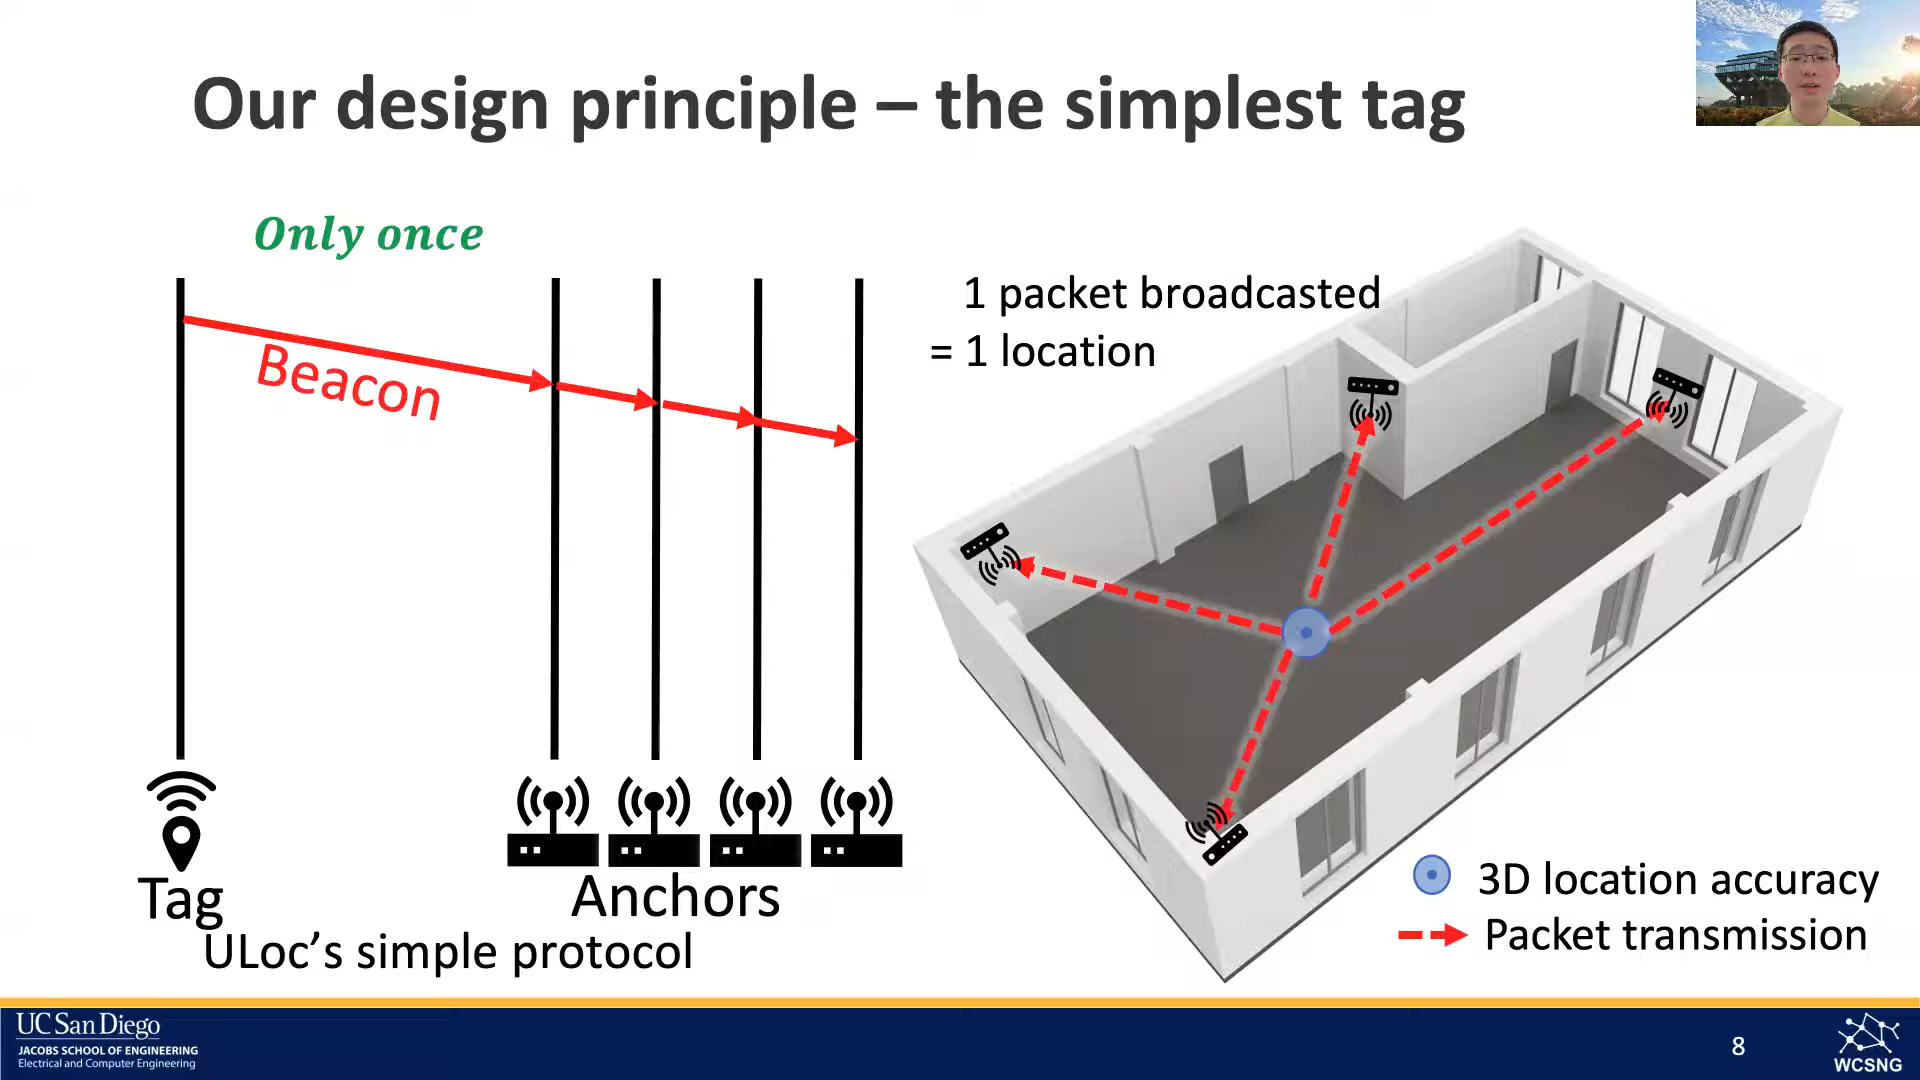 Our design principle – the simplest tag
Only once
Beacon
1 packet broadcasted
= 1 location
Tag
Anchors
ULoc’s simple protocol
3D location accuracy
Packet transmission
UC San Diego
JACOBS SCHOOL OF ENGINEERING
Electrical and Computer Engineering
8
WCSNG